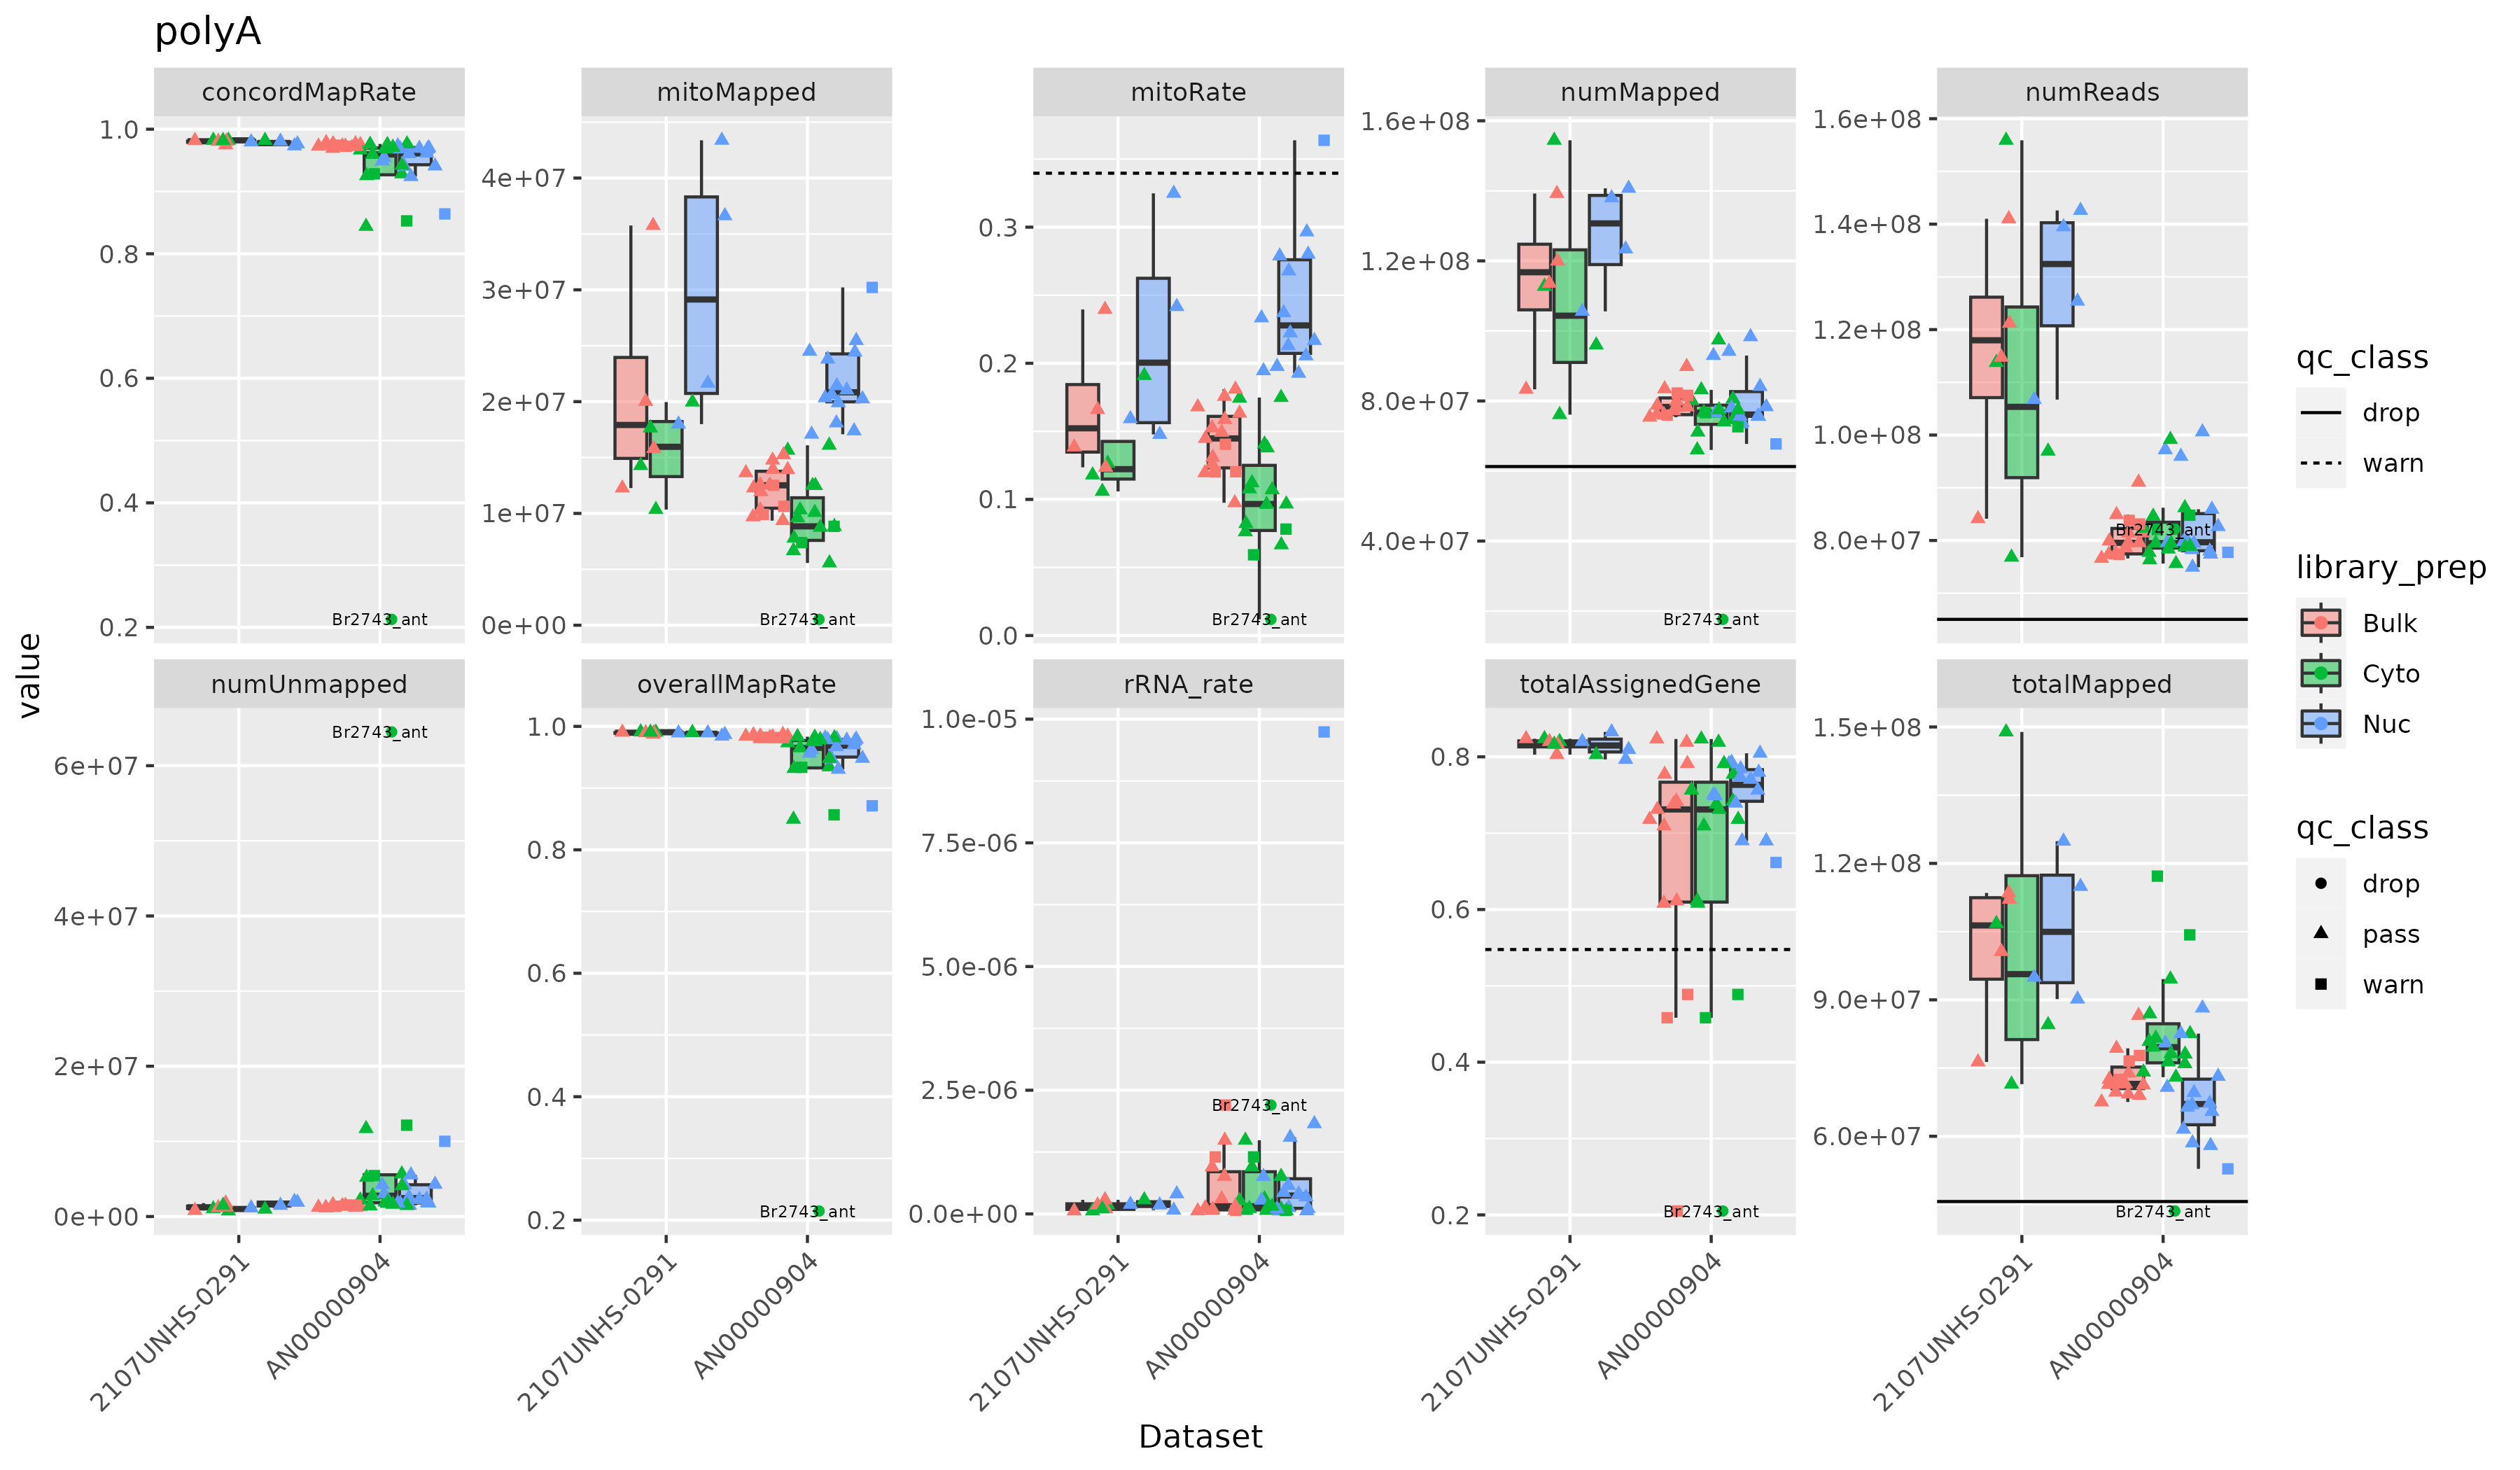 polyA
concordMapRate
mitoMapped
mitoRate
numMapped
numReads
1.0
0.8
0.6
0.4
0.2
4e+07
3e+07
2e+07
1e+07
0e+00
0.3
0.2
0.1
0.0
1.6e+08
1.2e+08
8.0e+07
4.0e+07
1.6e+08
1.4e+08
1.2e+08
1.0e+08
8.0e+07
Br2743_ant
Br2743_ant
Br2743_ant
Br2743_ant
Br2743_ant
numUnmapped
overallMapRate
rRNA_rate
totalAssignedGene
totalMapped
6e+07
4e+07
2e+07
0e+00
1.0
0.8
0.6
0.4
0.2
1.0e-05
7.5e-06
5.0e-06
2.5e-06
0.0e+00
0.8
0.6
0.4
0.2
1.5e+08
1.2e+08
9.0e+07
6.0e+07
Br2743_ant
Br2743_ant
Br2743_ant
Br2743_ant
Br2743_ant
2107UNHS-0291
AN00000904
2107UNHS-0291
AN00000904
2107UNHS-0291
AN00000904
2107UNHS-0291
AN00000904
2107UNHS-0291
AN00000904
value
Dataset
qc_class
drop
warn
library_prep
Bulk
Cyto
Nuc
qc_class
drop
pass
warn